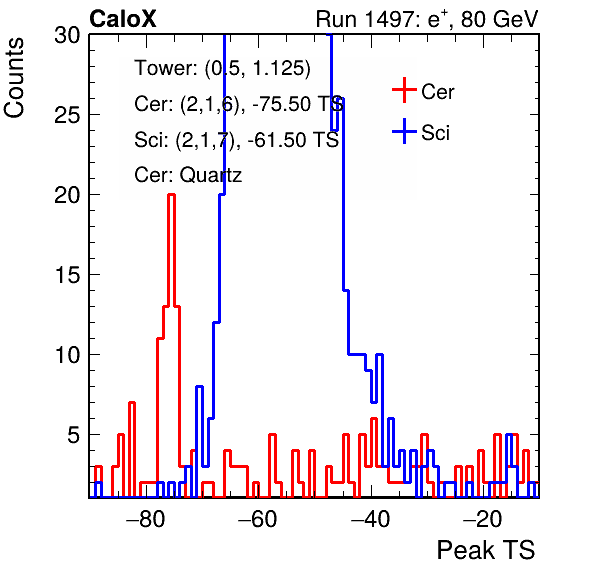 CaloX Run 1497: e⁺, 80 GeV
Counts
30
25
20
15
10
5
Tower: (0.5, 1.125)
Cer: (2,1,6), -75.50 TS
Sci: (2,1,7), -61.50 TS
Cer: Quartz
Cer
Sci
−80 −60 −40 −20
Peak TS